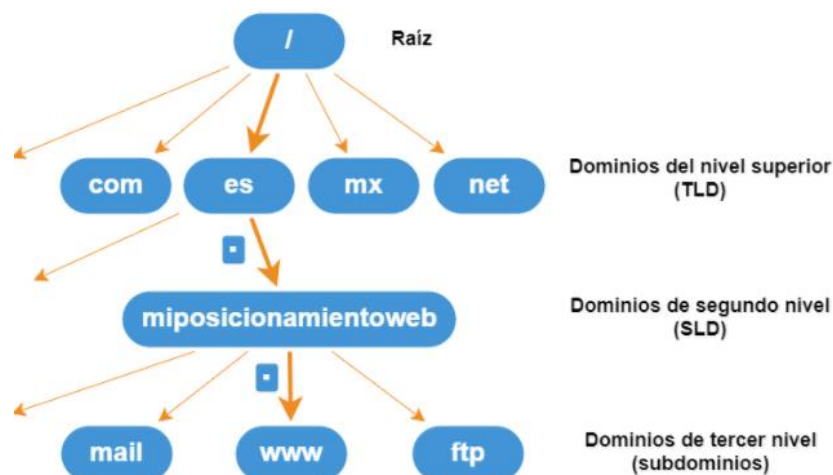 /
Raíz
com
es
mx
net
Dominios del nivel superior
(TLD)
.
miposicionamientoweb
Dominios de segundo nivel
(SLD)
.
mail
www
ftp
Dominios de tercer nivel
(subdominios)